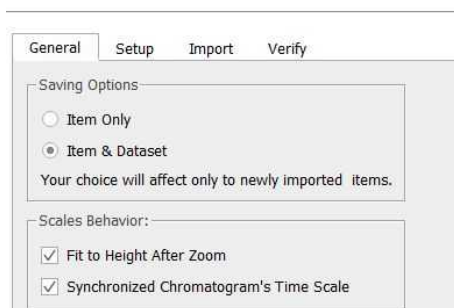 General Setup Import Verify
Saving Options
Item Only
Item & Dataset
Your choice will affect only to newly imported items.
Scales Behavior:
Fit to Height After Zoom
Synchronized Chromatogram's Time Scale